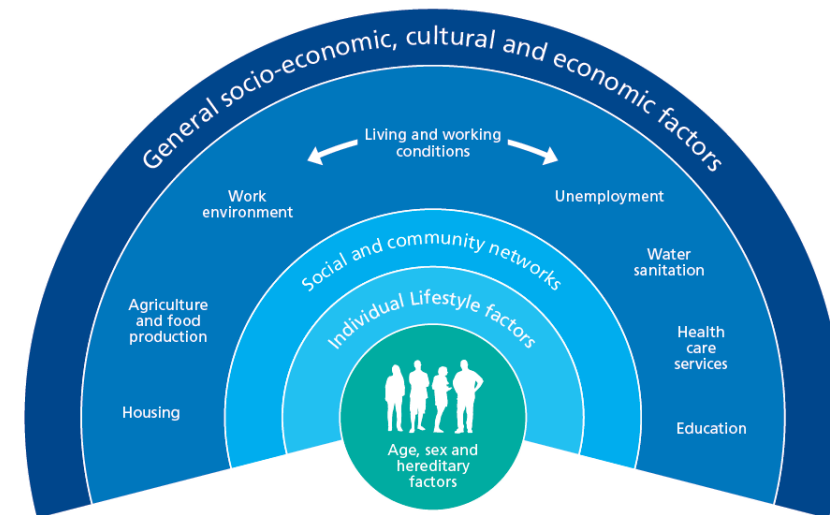 General socio-economic, cultural and economic factors
Living and working
conditions
Work
environment
Unemployment
Social and community networks
Water
sanitation
Individual Lifestyle factors
Agriculture
and food
production
Health
care
services
Housing
Education
Age, sex and
hereditary
factors